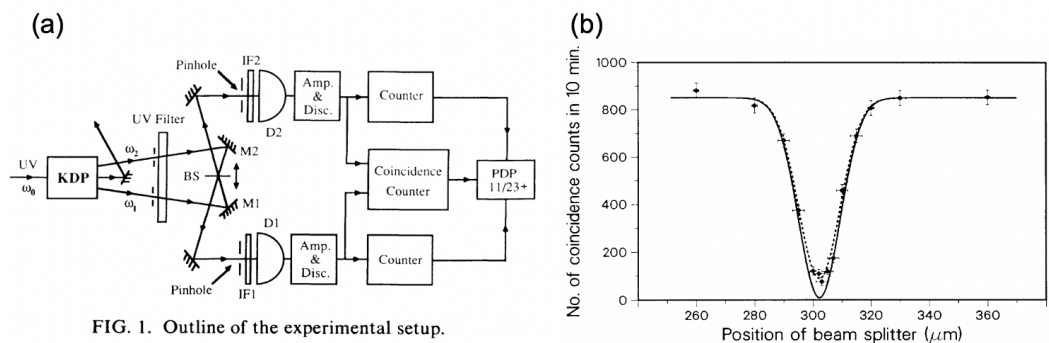 (a)
Pinhole
IF2
Amp.
&
Disc.
Counter
UV Filter
D2
UV
ω₀
KDP
ω₂
ω₁
M2
BS
M1
Coincidence
Counter
PDP
11/23+
D1
Pinhole
IF1
Amp.
&
Disc.
Counter
FIG. 1. Outline of the experimental setup.
(b)
No. of coincidence counts in 10 min.
1000
800
600
400
200
0
260 280 300 320 340 360
Position of beam splitter (μm)